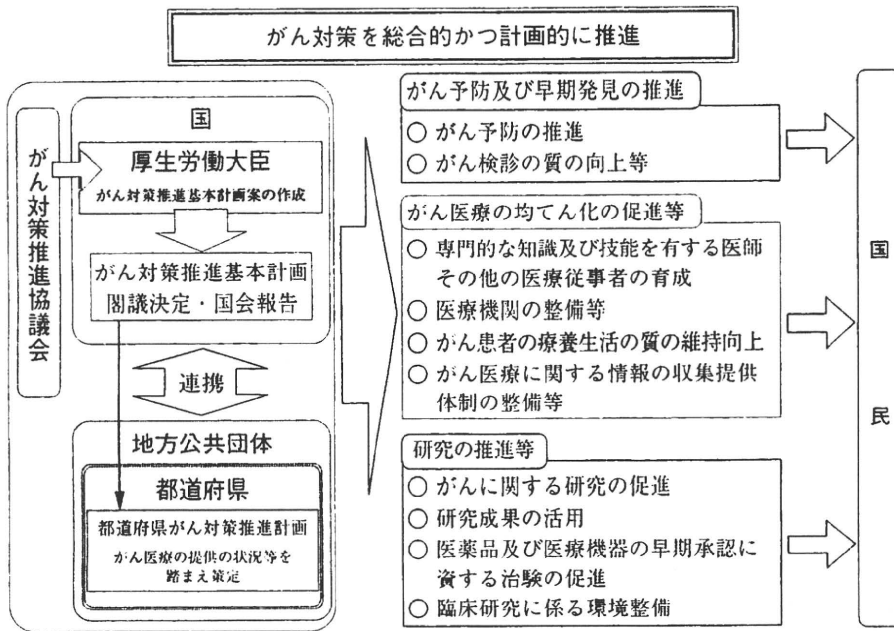 がん対策を総合的かつ計画的に推進
がん対策推進協議会
国
厚生労働大臣
がん対策推進基本計画案の作成
がん対策推進基本計画
閣議決定・国会報告
連携
地方公共団体
都道府県
都道府県がん対策推進計画
がん医療の提供の状況等を
踏まえ策定
がん予防及び早期発見の推進
○ がん予防の推進
○ がん検診の質の向上等
がん医療の均てん化の促進等
○ 専門的な知識及び技能を有する医師
その他の医療従事者の育成
○ 医療機関の整備等
○ がん患者の療養生活の質の維持向上
○ がん医療に関する情報の収集提供
体制の整備等
研究の推進等
○ がんに関する研究の促進
○ 研究成果の活用
○ 医薬品及び医療機器の早期承認に
資する治験の促進
○ 臨床研究に係る環境整備
国民